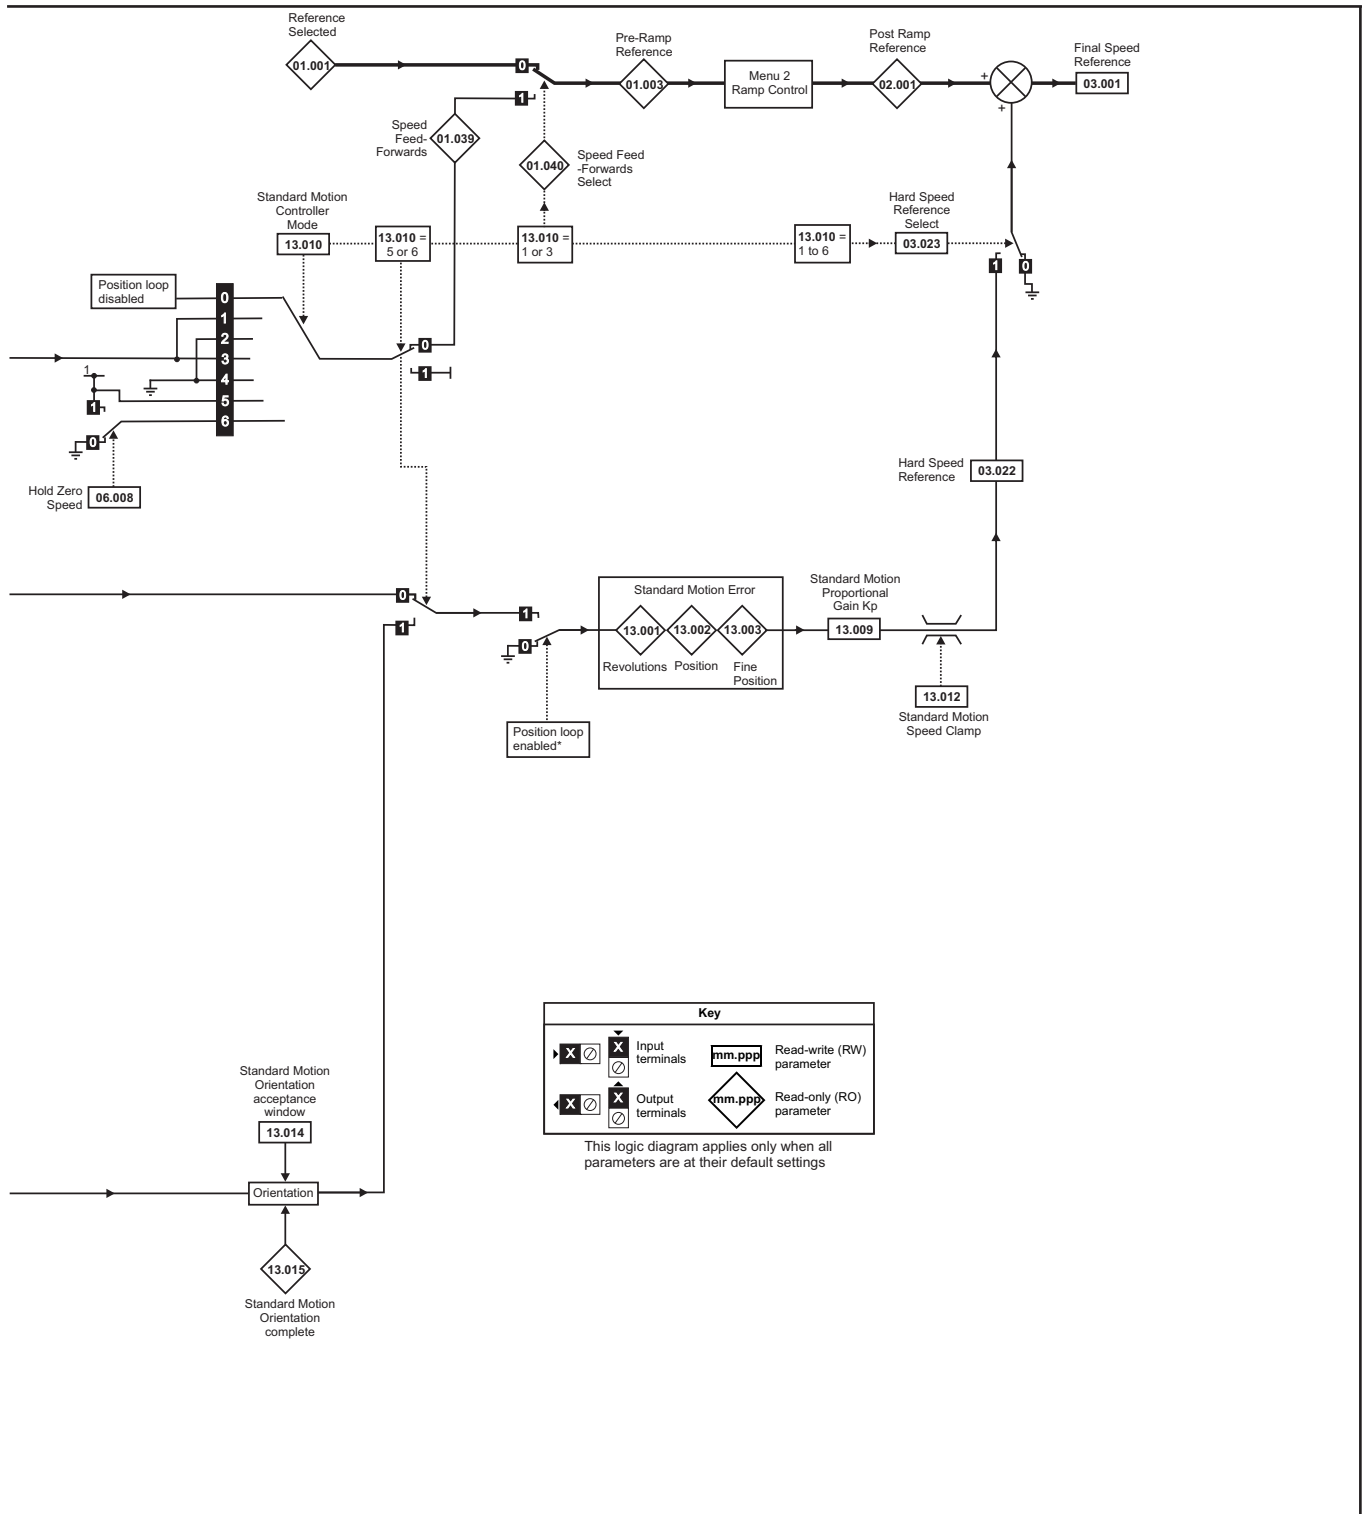 Reference
Selected
01.001
0
Pre-Ramp
Reference
01.003
Menu 2
Ramp Control
Post Ramp
Reference
02.001
+
+
Final Speed
Reference
03.001
1
Speed
Feed-
Forwards
01.039
01.040
Speed Feed
-Forwards
Select
Standard Motion
Controller
Mode
13.010
13.010 =
5 or 6
13.010 =
1 or 3
13.010 =
1 to 6
Hard Speed
Reference
Select
03.023
1
0
Position loop
disabled
0
1
2
3
4
5
6
0
1
1
1
0
Hold Zero
Speed
06.008
Hard Speed
Reference
03.022
0
1
1
0
Position loop
enabled*
Standard Motion Error
13.001
13.002
13.003
Revolutions
Position
Fine
Position
Standard Motion
Proportional
Gain Kp
13.009
13.012
Standard Motion
Speed Clamp
Key
X
X
Input
terminals
mm.ppp
Read-write (RW)
parameter
X
X
Output
terminals
mm.ppp
Read-only (RO)
parameter
This logic diagram applies only when all
parameters are at their default settings
Standard Motion
Orientation
acceptance
window
13.014
Orientation
13.015
Standard Motion
Orientation
complete